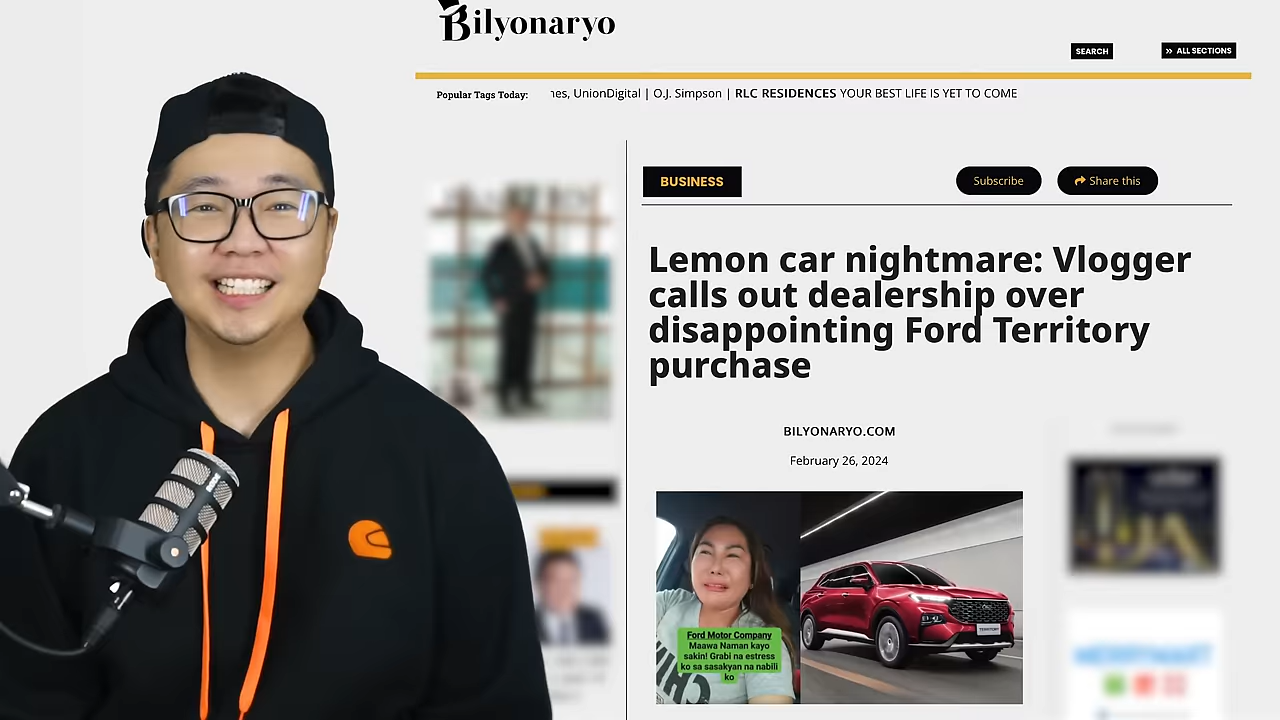 Bilyonaryo
SEARCH
» ALL SECTIONS
Popular Tags Today:
nes, UnionDigital | O.J. Simpson | RLC RESIDENCES YOUR BEST LIFE IS YET TO COME
BUSINESS
Subscribe
Share this
Lemon car nightmare: Vlogger
calls out dealership over
disappointing Ford Territory
purchase
BILYONARYO.COM
February 26, 2024
Ford Motor Company
Maawa Naman kayo
sakin! Grabi na estress
ko sa sasakyan na nabili
ko
TERRITORY